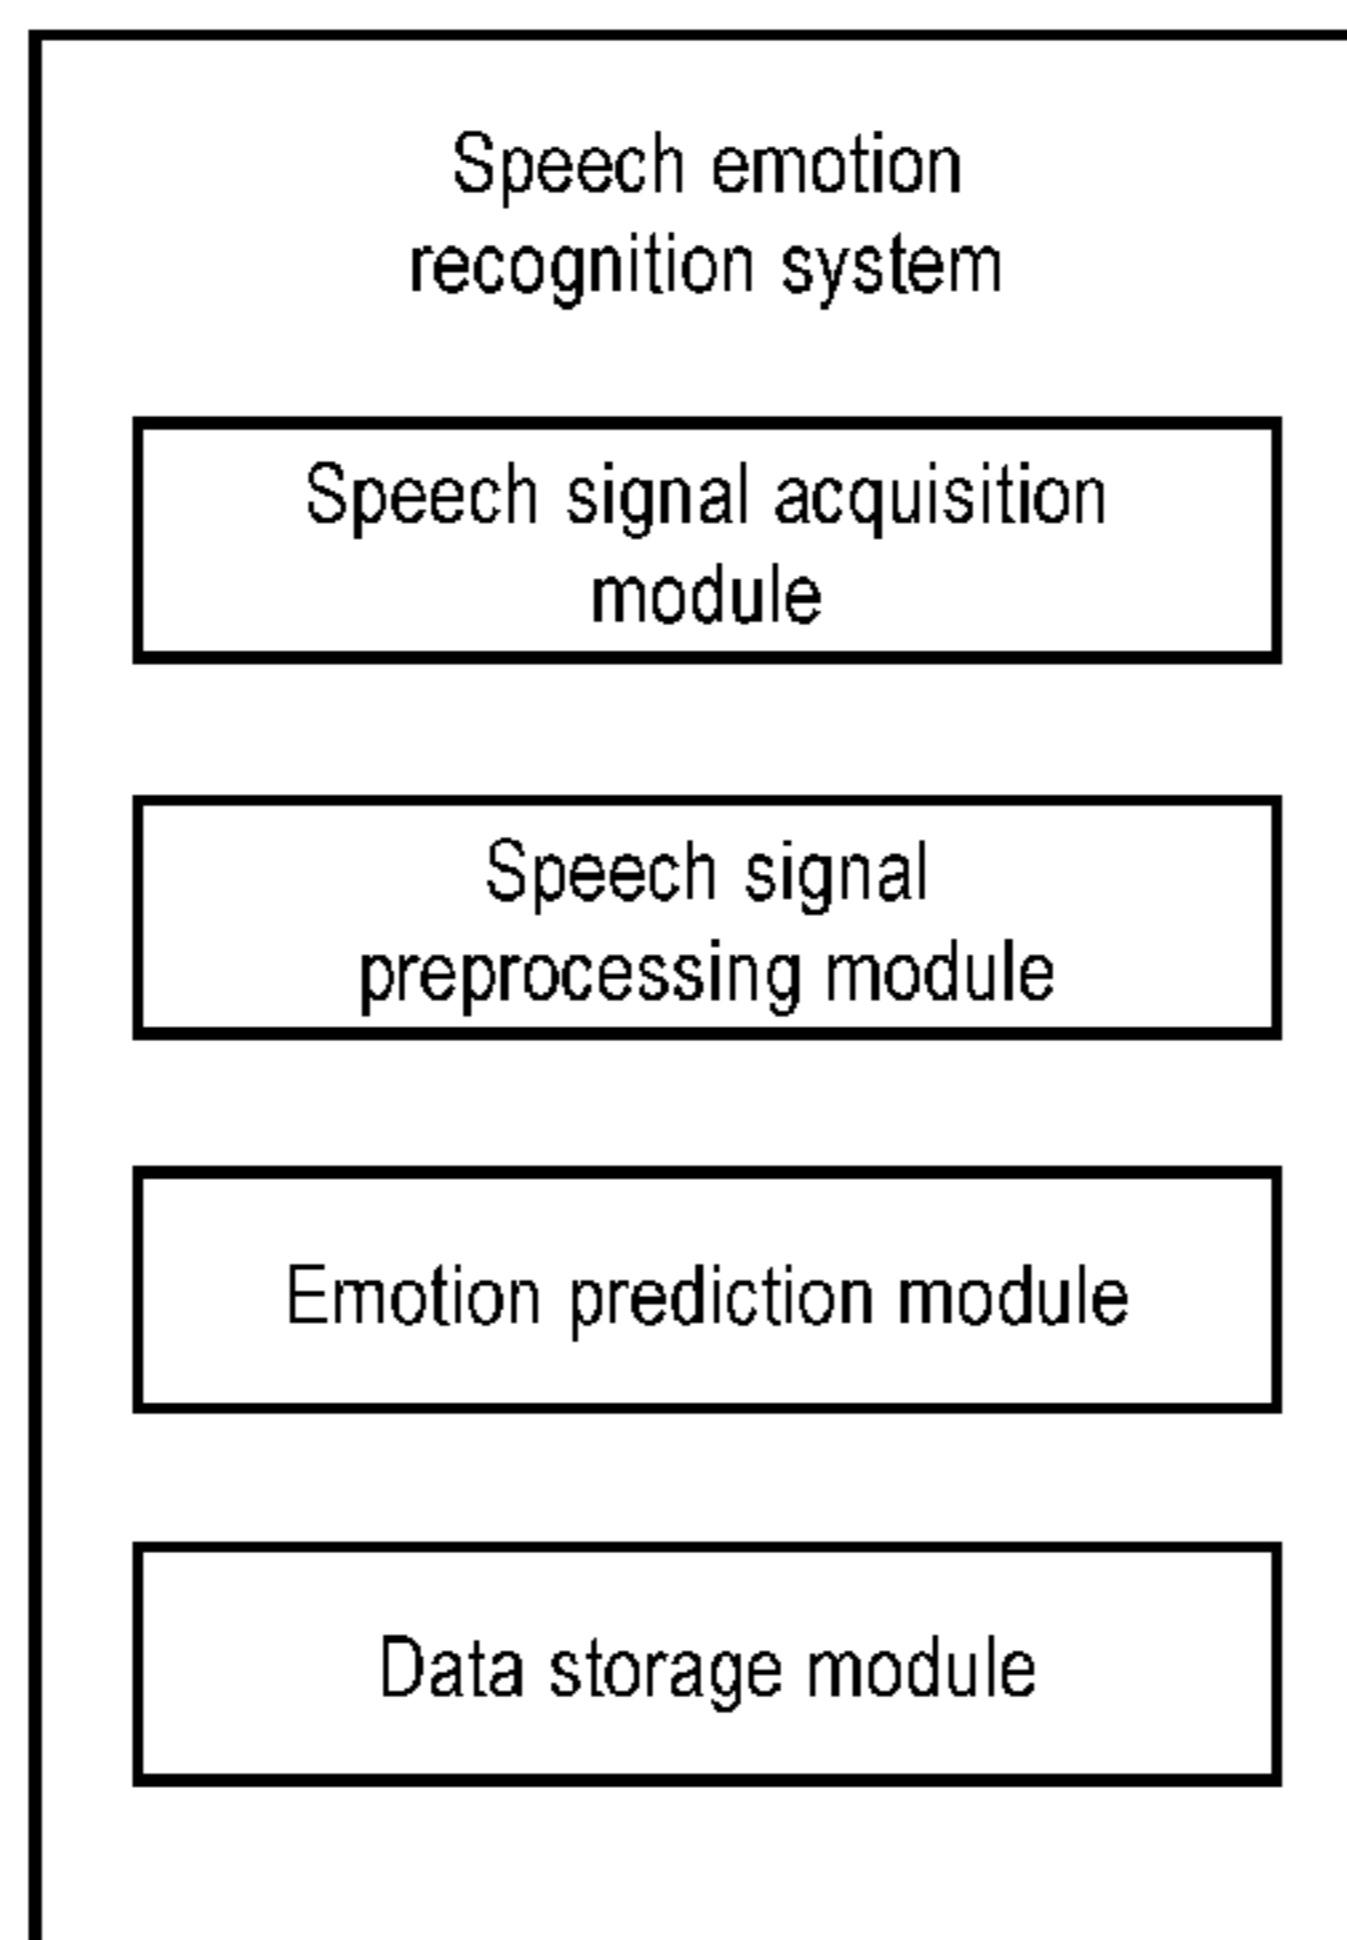 Speech emotion
recognition system
Speech signal acquisition
module
Speech signal
preprocessing module
Emotion prediction module
Data storage module